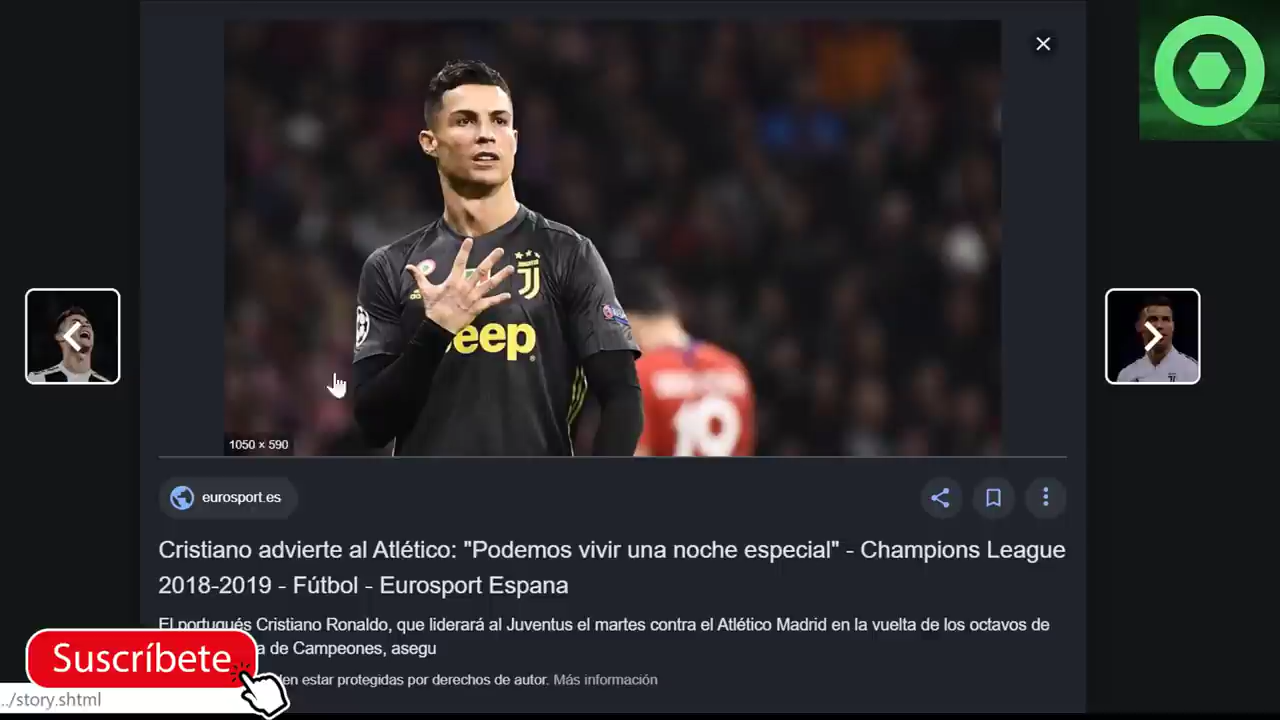 Jeep
19
1050 × 590
eurosport.es
Cristiano advierte al Atlético: "Podemos vivir una noche especial" - Champions League
2018-2019 - Fútbol - Eurosport Espana
El portugués Cristiano Ronaldo, que liderará al Juventus el martes contra el Atlético Madrid en la vuelta de los octavos de
a de Campeones, asegu
Suscríbete
den estar protegidas por derechos de autor. Más información
../story.shtml